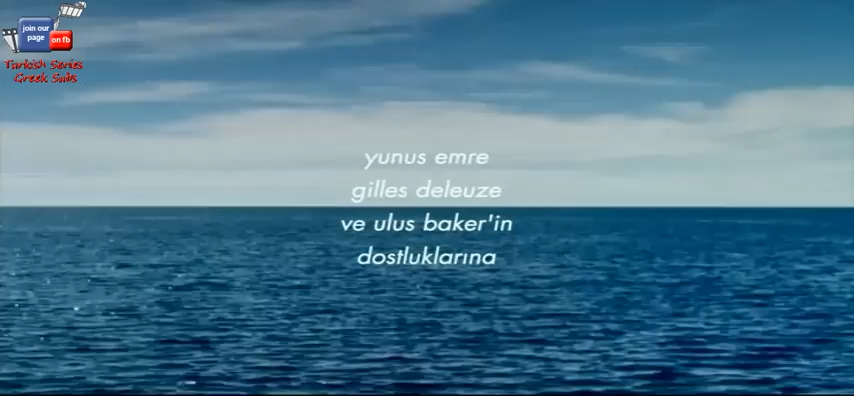 join our
page
on fb
Turkish Series
Greek Subs
yunus emre
gilles deleuze
ve ulus baker'in
dostluklarına